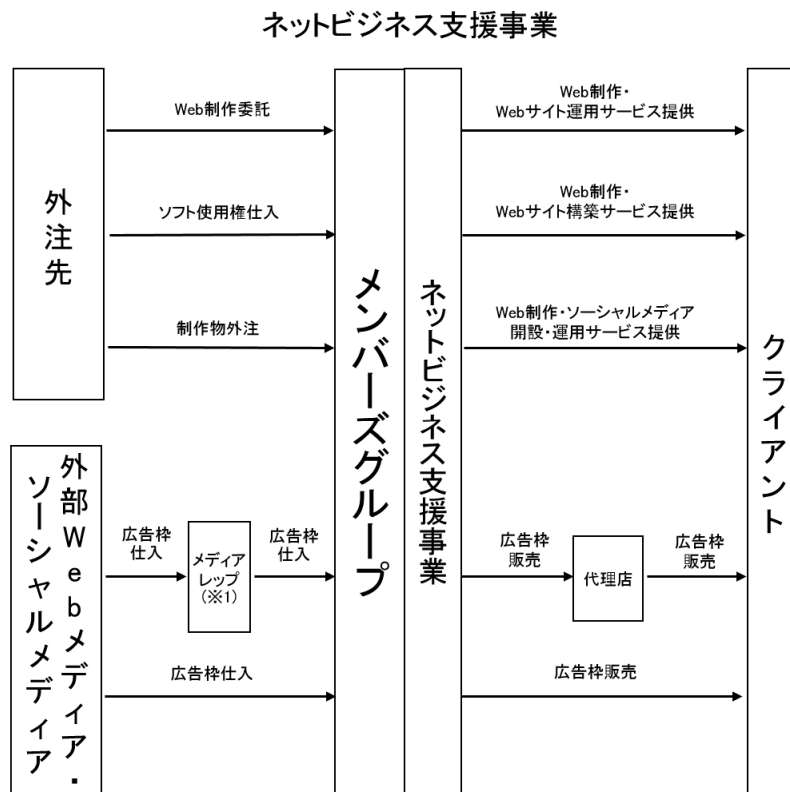 ネットビジネス支援事業
外注先
Web制作委託
ソフト使用権仕入
制作物外注
外部Webメディア・
ソーシャルメディア
広告枠
仕入
メディア
レップ
(※1)
広告枠
仕入
広告枠仕入
メンバーズグループ
ネットビジネス支援事業
Web制作・
Webサイト運用サービス提供
Web制作・
Webサイト構築サービス提供
Web制作・ソーシャルメディア
開設・運用サービス提供
広告枠
販売
代理店
広告枠
販売
広告枠販売
クライアント